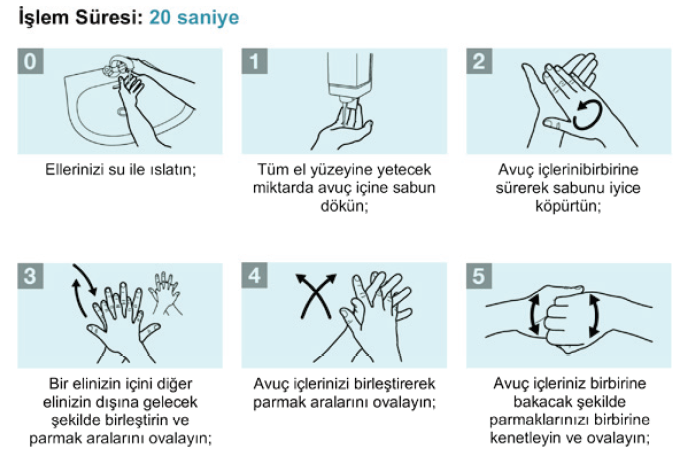 İşlem Süresi: 20 saniye
0
Ellerinizi su ile ıslatın;
1
Tüm el yüzeyine yetecek
miktarda avuç içine sabun
dökün;
2
Avuç içlerinibirbirine
sürerek sabunu iyice
köpürtün;
3
Bir elinizin içini diğer
elinizin dışına gelecek
şekilde birleştirin ve
parmak aralarını ovalayın;
4
Avuç içlerinizi birleştirerek
parmak aralarını ovalayın;
5
Avuç içleriniz birbirine
bakacak şekilde
parmaklarınızı birbirine
kenetleyin ve ovalayın;